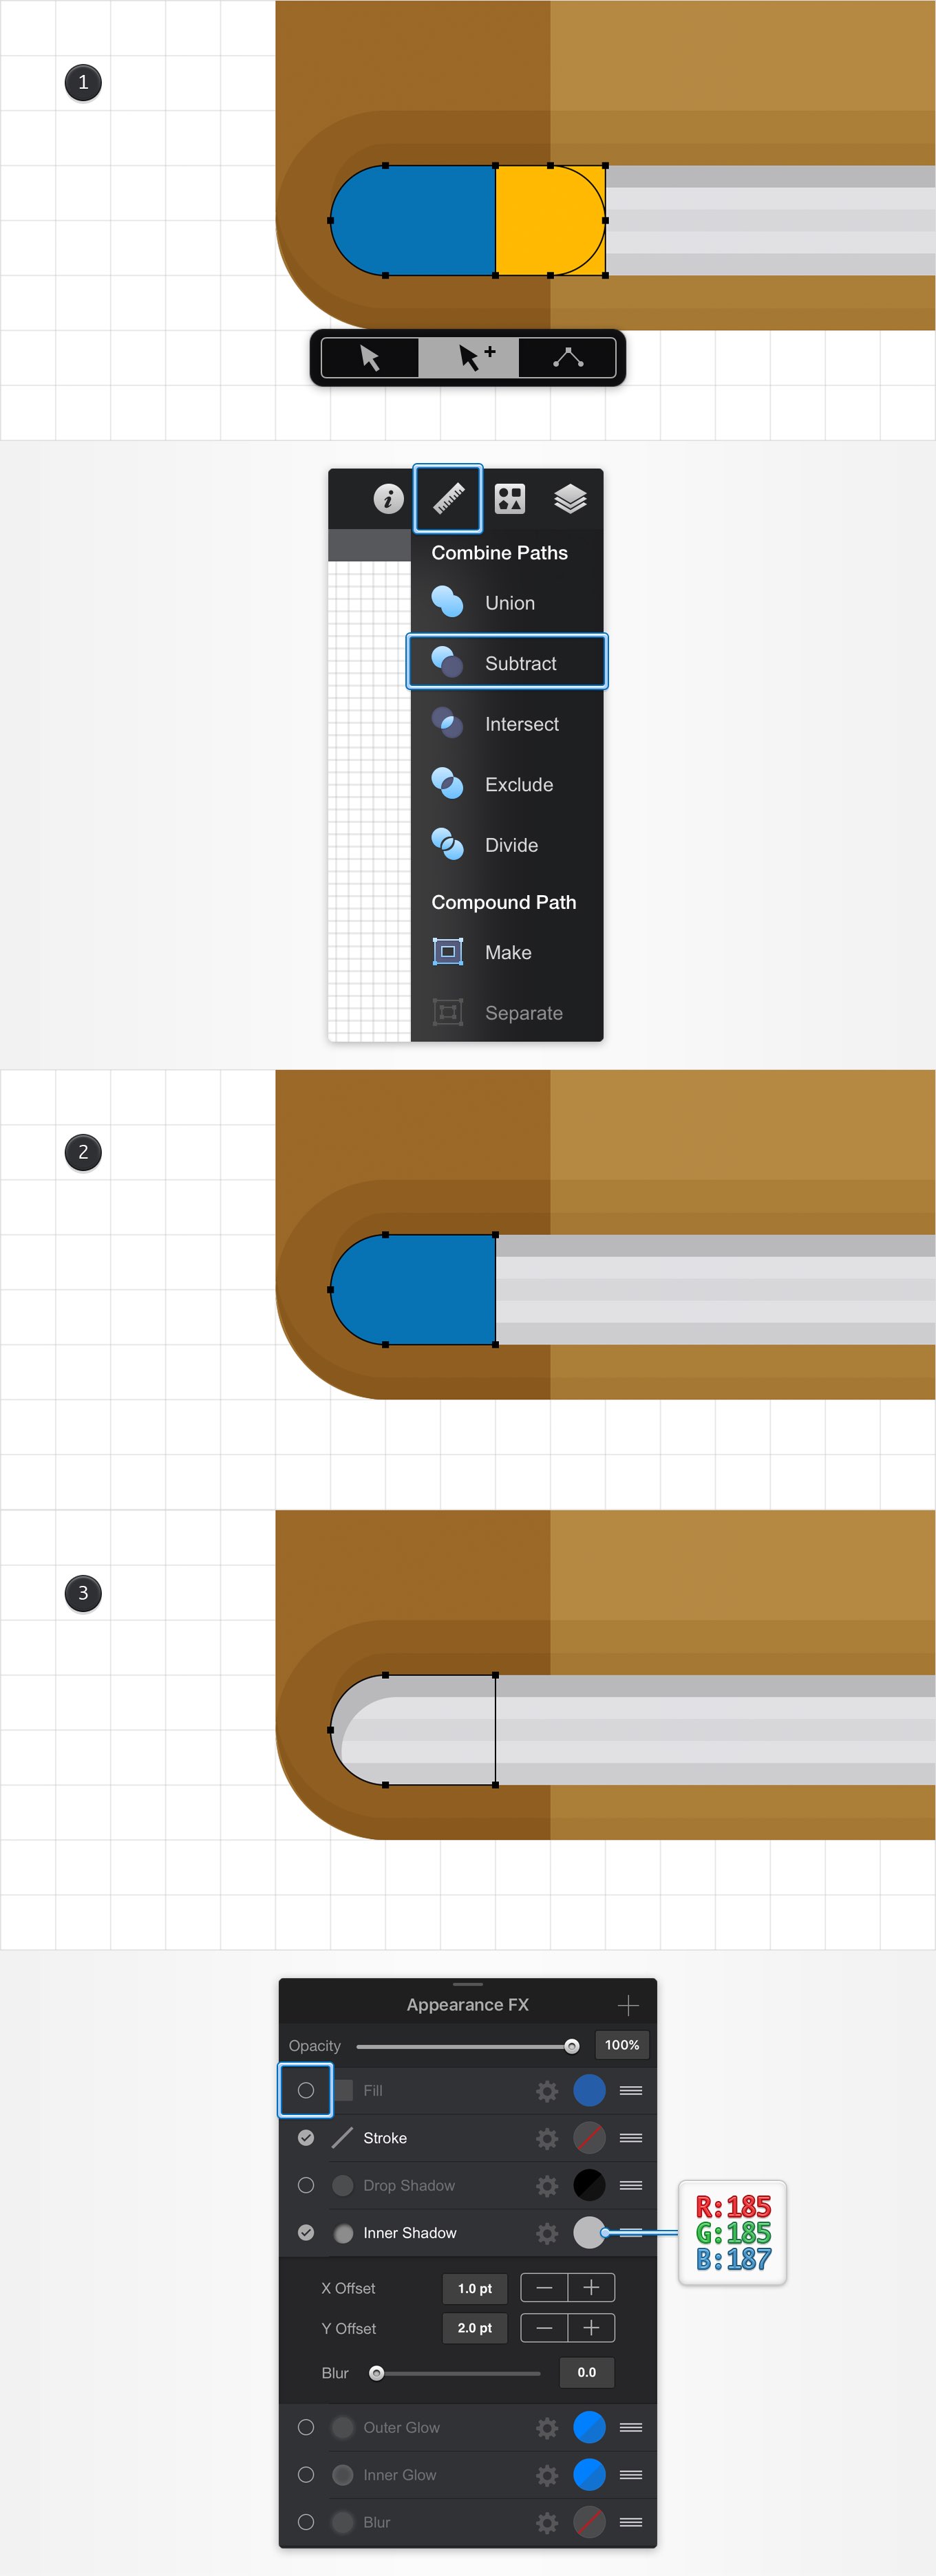 1
Combine Paths
Union
Subtract
Intersect
Exclude
Divide
Compound Path
Make
Separate
2
3
Appearance FX
Opacity 100%
Fill
Stroke
Drop Shadow
Inner Shadow
R:185
G:185
B:187
X Offset 1.0 pt
Y Offset 2.0 pt
Blur 0.0
Outer Glow
Inner Glow
Blur